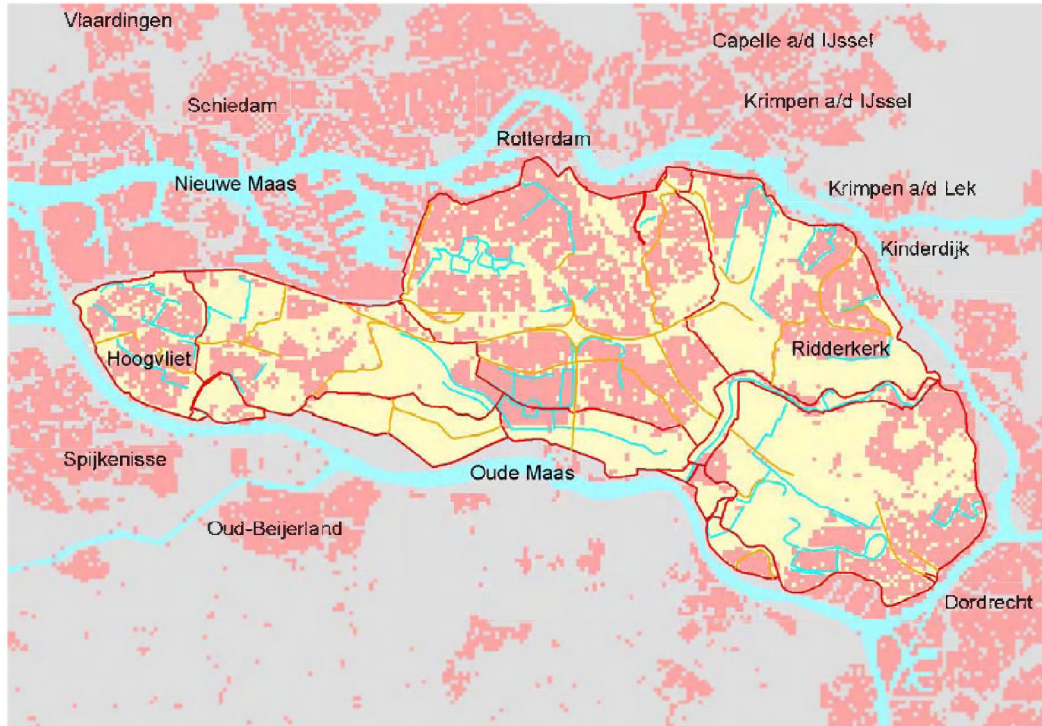 Vlaardingen
Capelle a/d IJssel
Schiedam
Krimpen a/d IJssel
Rotterdam
Nieuwe Maas
Krimpen a/d Lek
Kinderdijk
Hoogvliet
Ridderkerk
Spijkenisse
Oude Maas
Oud-Beijerland
Dordrecht